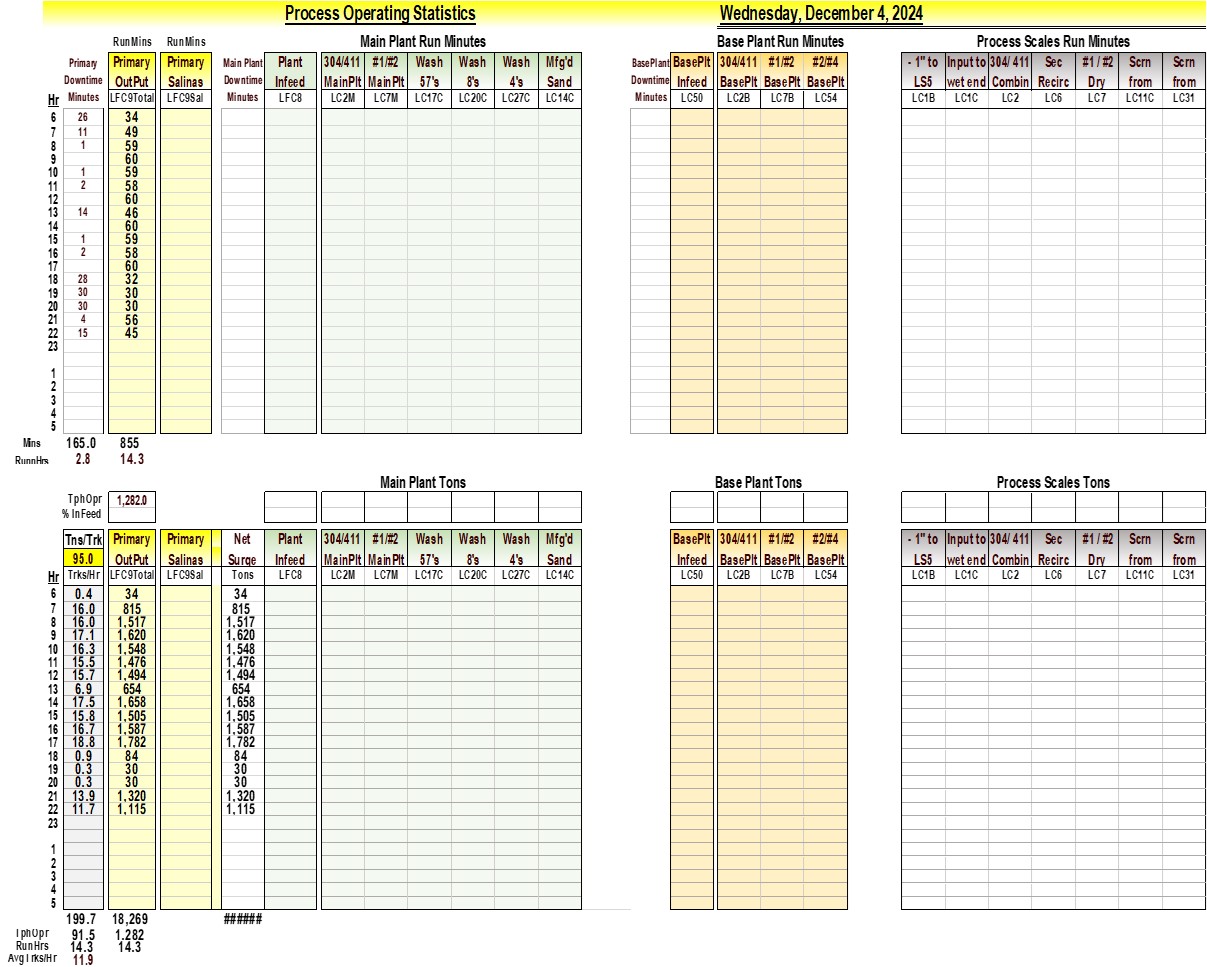 Process Operating Statistics Wednesday, December 4, 2024
RunMins RunMins Main Plant Run Minutes Base Plant Run Minutes Process Scales Run Minutes
Primary Primary Primary Main Plant Plant 304/411 #1/#2 Wash Wash Wash Mfg'd BasePlant BasePlt 304/411 #1/#2 #2/#4 - 1" to Input to 304/ 411 Sec #1 / #2 Scrn Scrn
Downtime OutPut Salinas Downtime Infeed MainPlt MainPlt 57's 8's 4's Sand Downtime Infeed BasePlt BasePlt BasePlt LS5 wet end Combin Recirc Dry from from
Hr Minutes LFC9Total LFC9Sal Minutes LFC8 LC2M LC7M LC17C LC20C LC27C LC14C Minutes LC50 LC2B LC7B LC54 LC1B LC1C LC2 LC6 LC7 LC11C LC31
6 26 34
7 11 49
8 1 59
9 60
10 1 59
11 2 58
12 60
13 14 46
14 60
15 1 59
16 2 58
17 60
18 28 32
19 30 30
20 30 30
21 4 56
22 15 45
23
1
2
3
4
5
Mins 165.0 855
RunnHrs 2.8 14.3
Main Plant Tons Base Plant Tons Process Scales Tons
TphOpr 1,282.0
% InFeed
Tns/Trk Primary Primary Net Plant 304/411 #1/#2 Wash Wash Wash Mfg'd BasePlt 304/411 #1/#2 #2/#4 - 1" to Input to 304/ 411 Sec #1 / #2 Scrn Scrn
95.0 OutPut Salinas Surge Infeed MainPlt MainPlt 57's 8's 4's Sand Infeed BasePlt BasePlt BasePlt LS5 wet end Combin Recirc Dry from from
Hr Trks/Hr LFC9Total LFC9Sal Tons LFC8 LC2M LC7M LC17C LC20C LC27C LC14C LC50 LC2B LC7B LC54 LC1B LC1C LC2 LC6 LC7 LC11C LC31
6 0.4 34 34
7 16.0 815 815
8 16.0 1,517 1,517
9 17.1 1,620 1,620
10 16.3 1,548 1,548
11 15.5 1,476 1,476
12 15.7 1,494 1,494
13 6.9 654 654
14 17.5 1,658 1,658
15 15.8 1,505 1,505
16 16.7 1,587 1,587
17 18.8 1,782 1,782
18 0.9 84 84
19 0.3 30 30
20 0.3 30 30
21 13.9 1,320 1,320
22 11.7 1,115 1,115
23
1
2
3
4
5
199.7 18,269 ######
TphOpr 91.5 1.282
RunHrs 14.3 14.3
AvgTrks/Hr 11.9